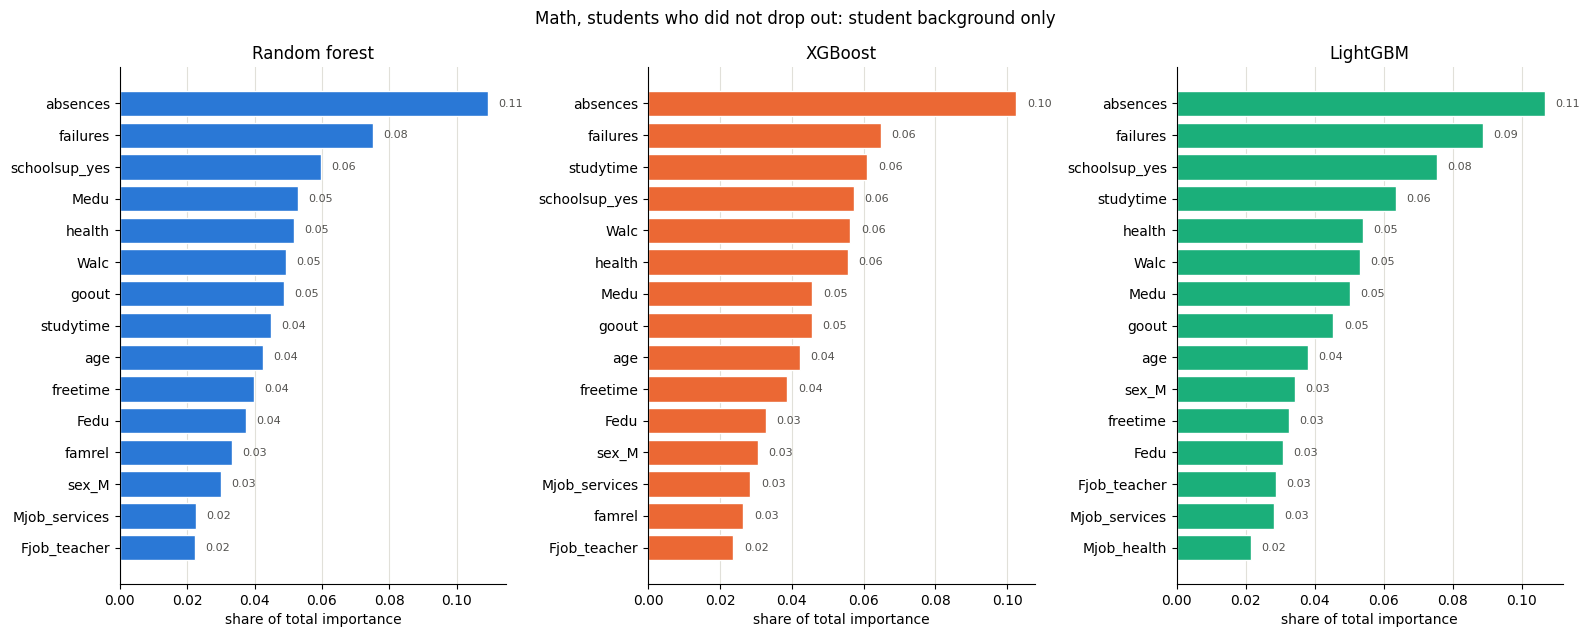 Math, students who did not drop out: student background only
Random forest
absences 0.11
failures 0.08
schoolsup_yes 0.06
Medu 0.05
health 0.05
Walc 0.05
goout 0.05
studytime 0.04
age 0.04
freetime 0.04
Fedu 0.04
famrel 0.03
sex_M 0.03
Mjob_services 0.02
Fjob_teacher 0.02
0.00 0.02 0.04 0.06 0.08 0.10
share of total importance
XGBoost
absences 0.10
failures 0.06
studytime 0.06
schoolsup_yes 0.06
Walc 0.06
health 0.06
Medu 0.05
goout 0.05
age 0.04
freetime 0.04
Fedu 0.03
sex_M 0.03
Mjob_services 0.03
famrel 0.03
Fjob_teacher 0.02
0.00 0.02 0.04 0.06 0.08 0.10
share of total importance
LightGBM
absences 0.11
failures 0.09
schoolsup_yes 0.08
studytime 0.06
health 0.05
Walc 0.05
Medu 0.05
goout 0.05
age 0.04
sex_M 0.03
freetime 0.03
Fedu 0.03
Fjob_teacher 0.03
Mjob_services 0.03
Mjob_health 0.02
0.00 0.02 0.04 0.06 0.08 0.10
share of total importance